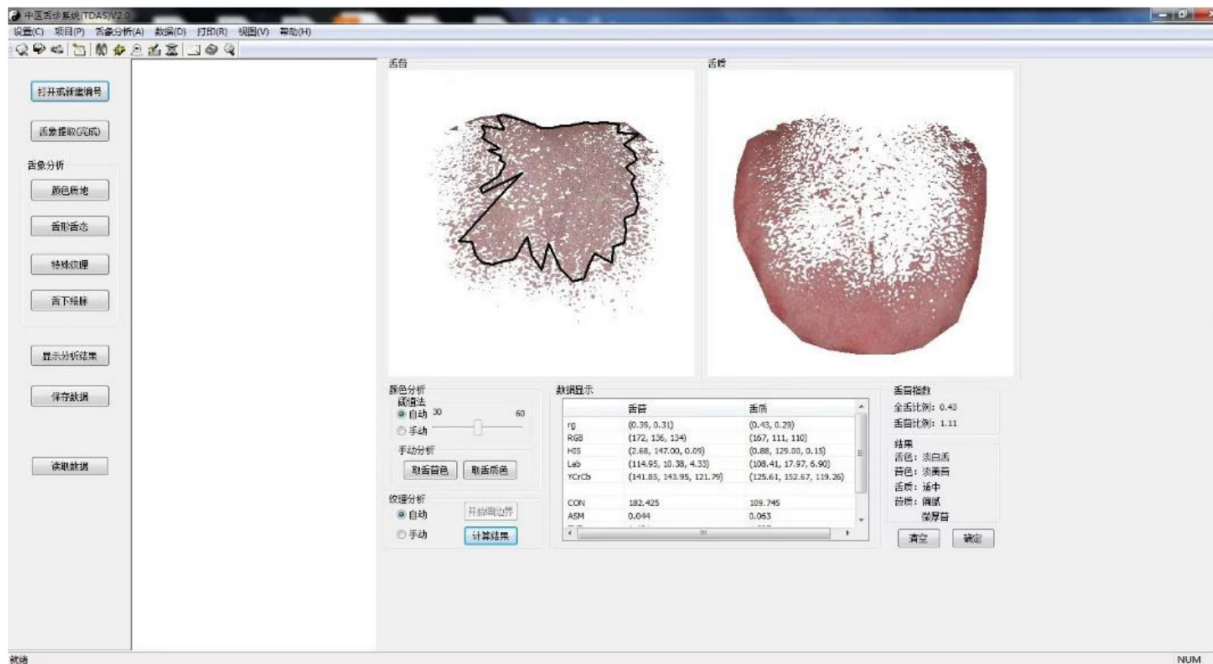 中医舌诊系统(TDAS)V2.0
设置(C) 项目(P) 舌象分析(A) 数据(D) 打印(R) 视图(V) 帮助(H)
打开或新建编号
舌象提取(完成)
舌象分析
颜色质地
舌形舌态
特殊纹理
舌下络脉
显示分析结果
保存数据
读取数据
舌苔 舌质
颜色分析
阈值法
自动 30 60
手动
手动分析
取舌苔色 取舌质色
纹理分析
自动 开始画边界
手动 计算结果
数据显示
舌苔 舌质
rg (0.39, 0.31) (0.43, 0.29)
RGB (172, 136, 134) (167, 111, 110)
HIS (2.68, 147.00, 0.09) (0.88, 129.00, 0.15)
Lab (114.95, 10.38, 4.33) (108.41, 17.97, 6.90)
YCrCb (141.85, 143.95, 121.79) (125.61, 152.67, 119.26)
CON 182.425 109.745
ASM 0.044 0.063
舌苔指数
全舌比例: 0.43
舌苔比例: 1.11
结果
舌色: 淡白舌
苔色: 淡黄苔
舌质: 适中
苔质: 偏腻
微厚苔
清空 确定
就绪 NUM